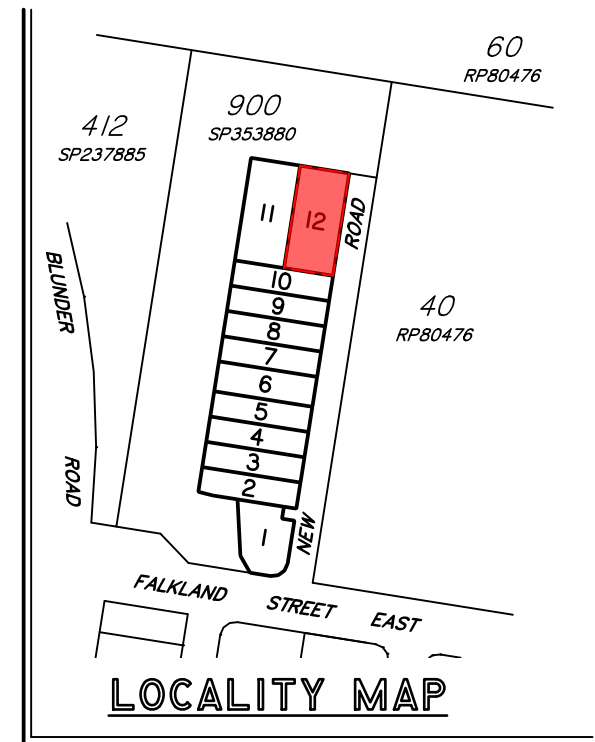 60
RP80476
900
SP353880
412
SP237885
11
12
ROAD
BLUNDER
10
9
40
RP80476
8
7
6
5
4
3
ROAD
2
1
NEW
FALKLAND STREET EAST
LOCALITY MAP